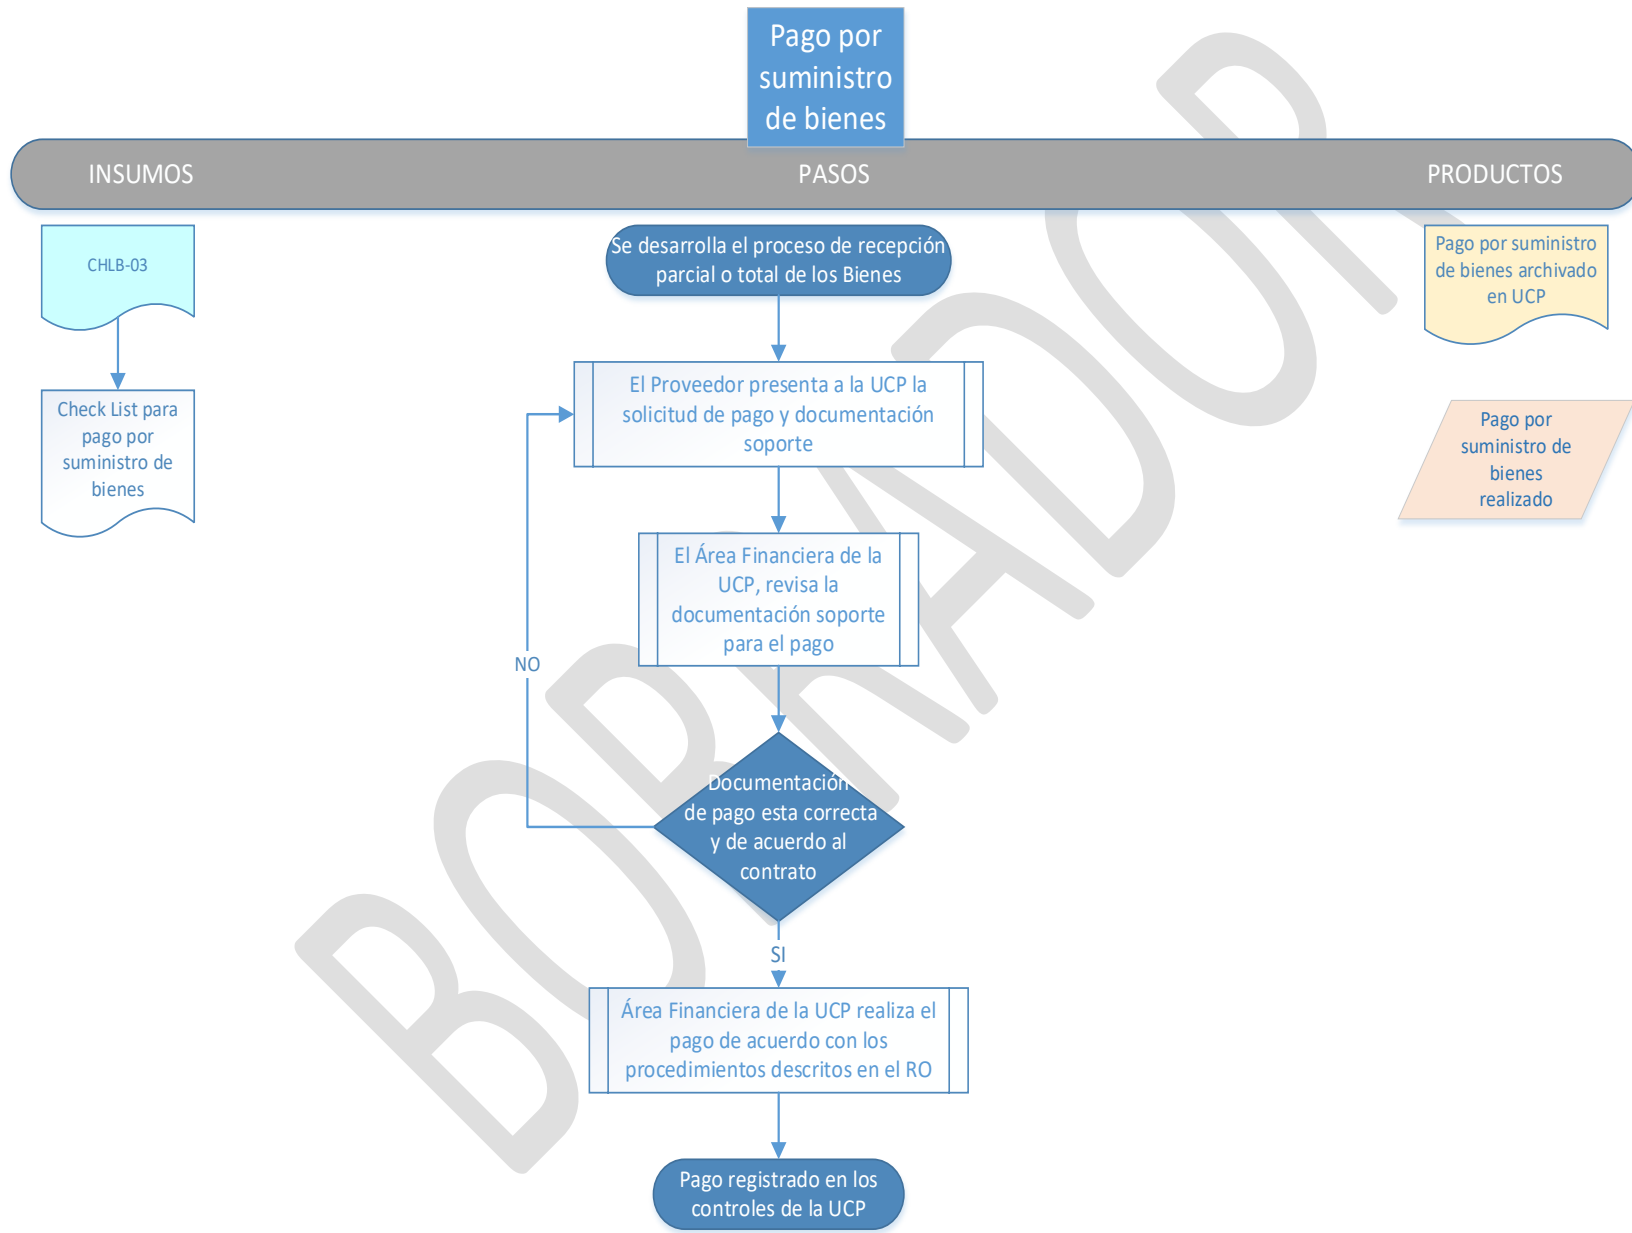 Pago por
suministro
de bienes
INSUMOS
PASOS
PRODUCTOS
CHLB-03
Check List para
pago por
suministro de
bienes
Se desarrolla el proceso de recepción
parcial o total de los Bienes
El Proveedor presenta a la UCP la
solicitud de pago y documentación
soporte
El Área Financiera de la
UCP, revisa la
documentación soporte
para el pago
NO
Documentación
de pago esta correcta
y de acuerdo al
contrato
SI
Área Financiera de la UCP realiza el
pago de acuerdo con los
procedimientos descritos en el RO
Pago registrado en los
controles de la UCP
Pago por suministro
de bienes archivado
en UCP
Pago por
suministro de
bienes
realizado
BORRADOR